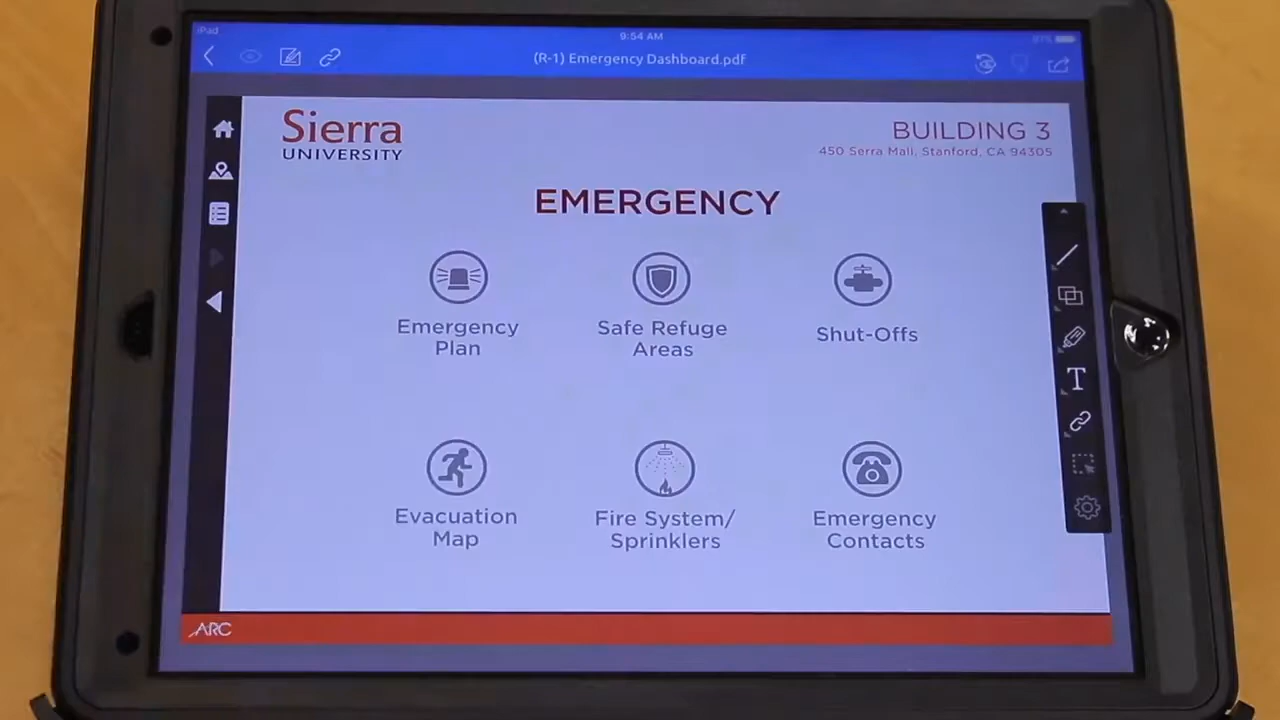 iPad
9:54 AM
(R-1) Emergency Dashboard.pdf
Sierra
UNIVERSITY
BUILDING 3
450 Serra Mall, Stanford, CA 94305
EMERGENCY
Emergency
Plan
Safe Refuge
Areas
Shut-Offs
T
Evacuation
Map
Fire System/
Sprinklers
Emergency
Contacts
ARC